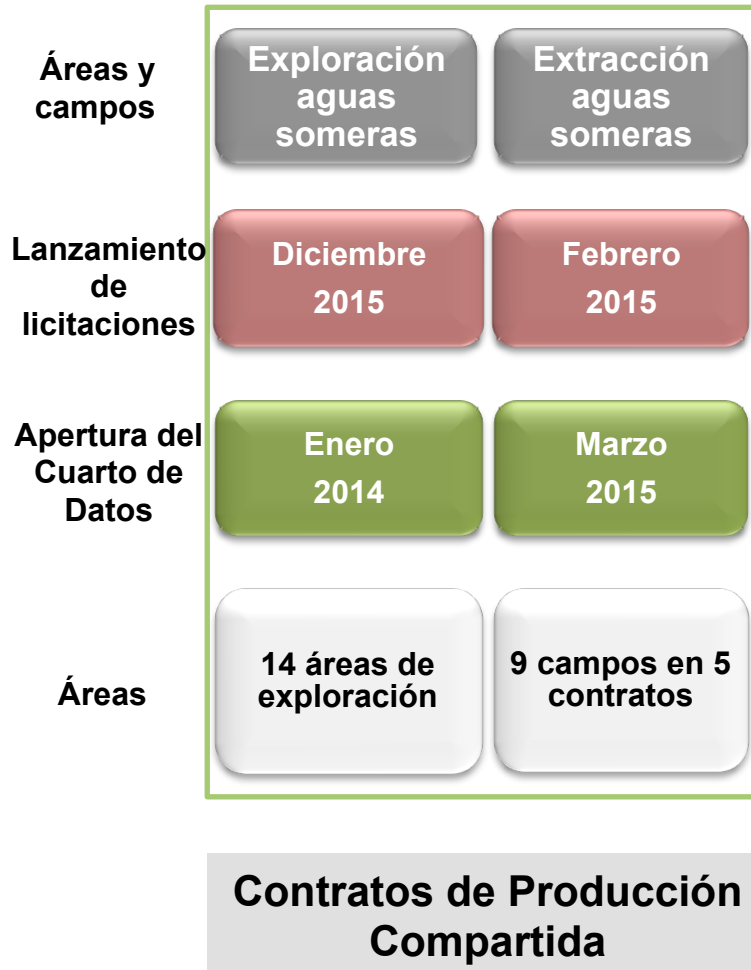 Áreas y
campos
Exploración
aguas
someras
Extracción
aguas
someras
Lanzamiento
de
licitaciones
Diciembre
2015
Febrero
2015
Apertura del
Cuarto de
Datos
Enero
2014
Marzo
2015
Áreas
14 áreas de
exploración
9 campos en 5
contratos
Contratos de Producción
Compartida